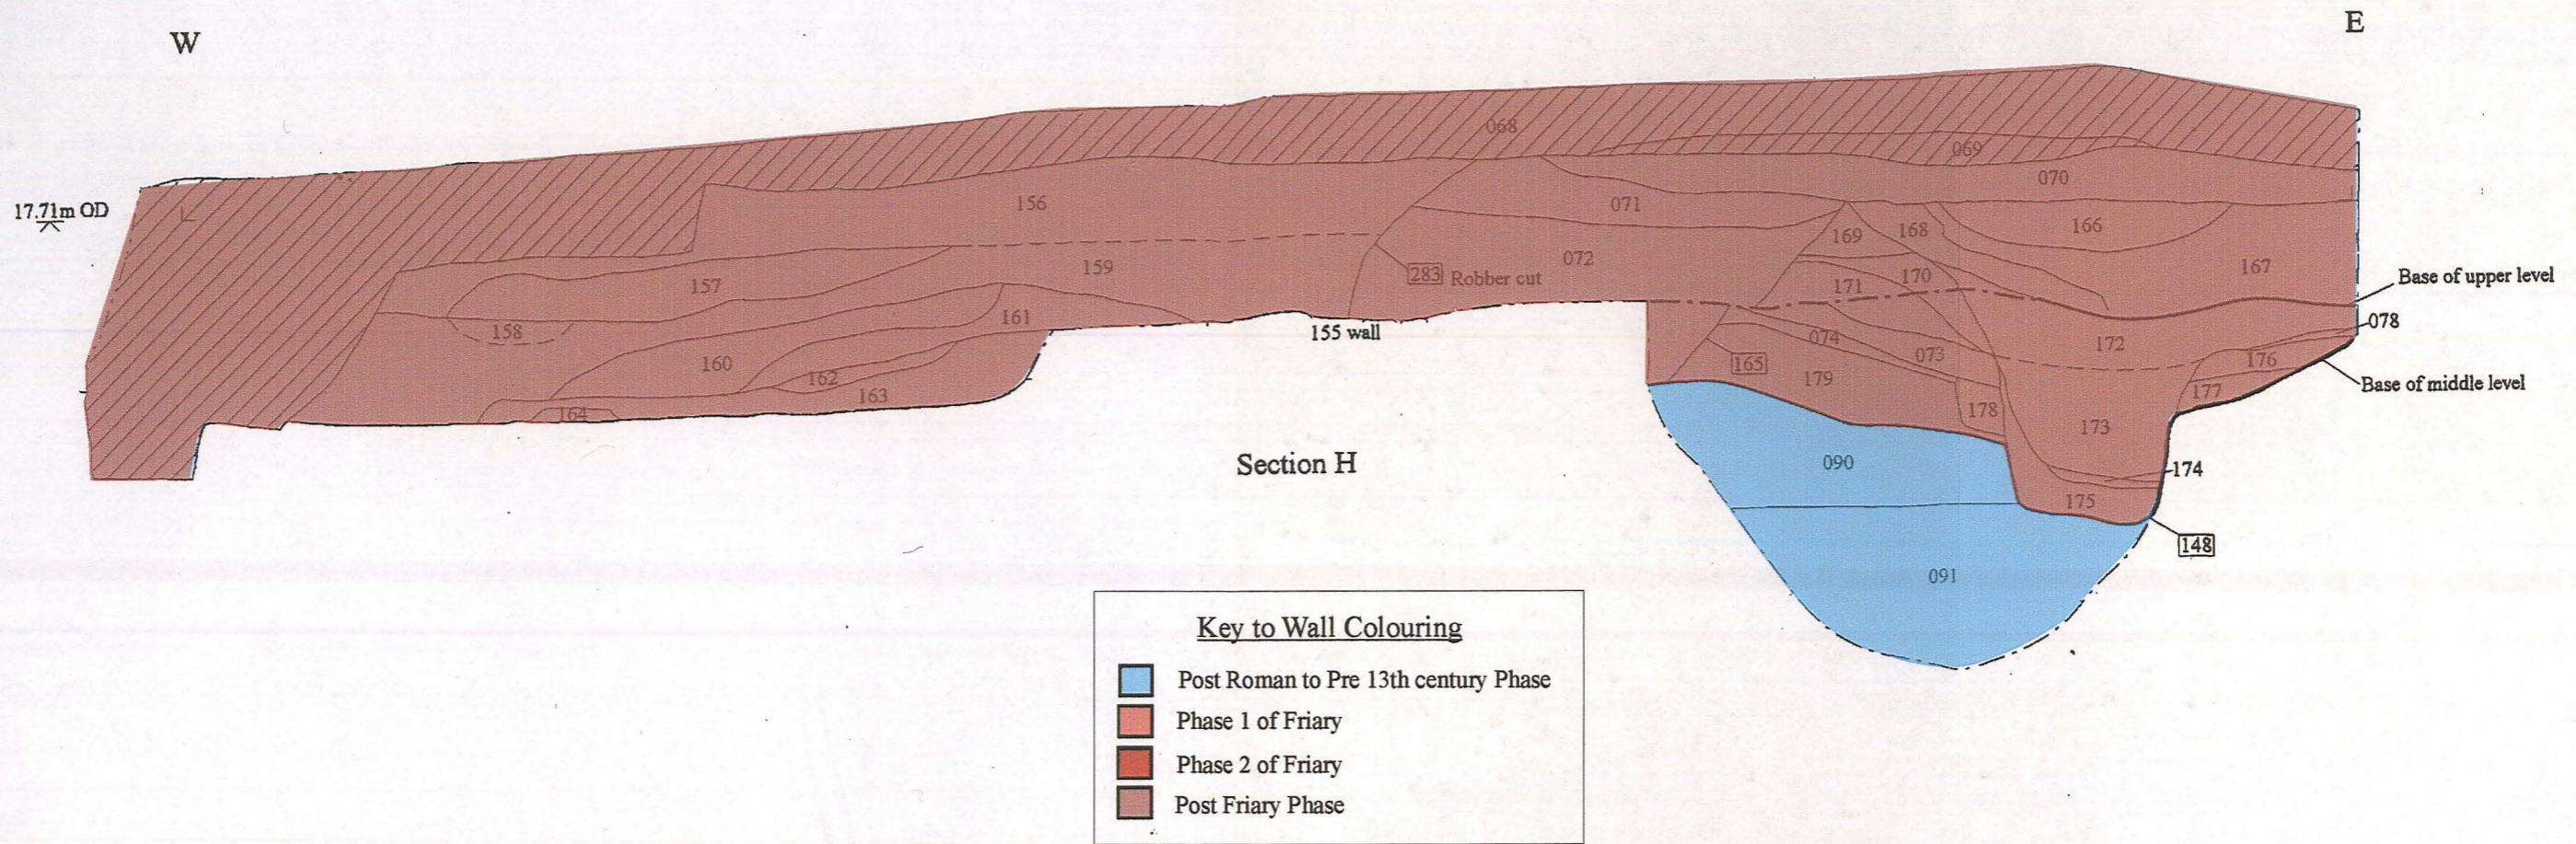 W
E
068
069
070
17.71m OD
156
071
166
168
169
072
159
167
283 Robber cut
170
Base of upper level
157
171
161
078
158
155 wall
074
172
073
176
160
165
179
Base of middle level
162
177
163
178
164
173
Section H
090
174
175
148
091
Key to Wall Colouring
Post Roman to Pre 13th century Phase
Phase 1 of Friary
Phase 2 of Friary
Post Friary Phase